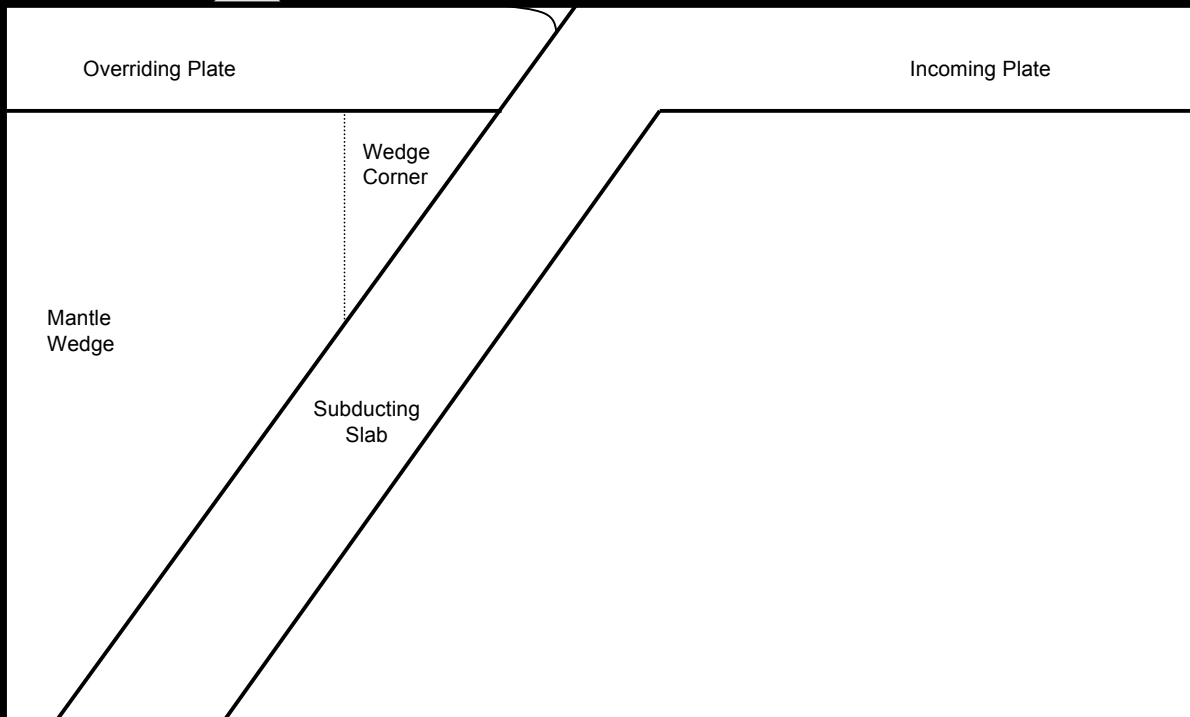 Overriding Plate
Incoming Plate
Wedge
Corner
Mantle
Wedge
Subducting
Slab